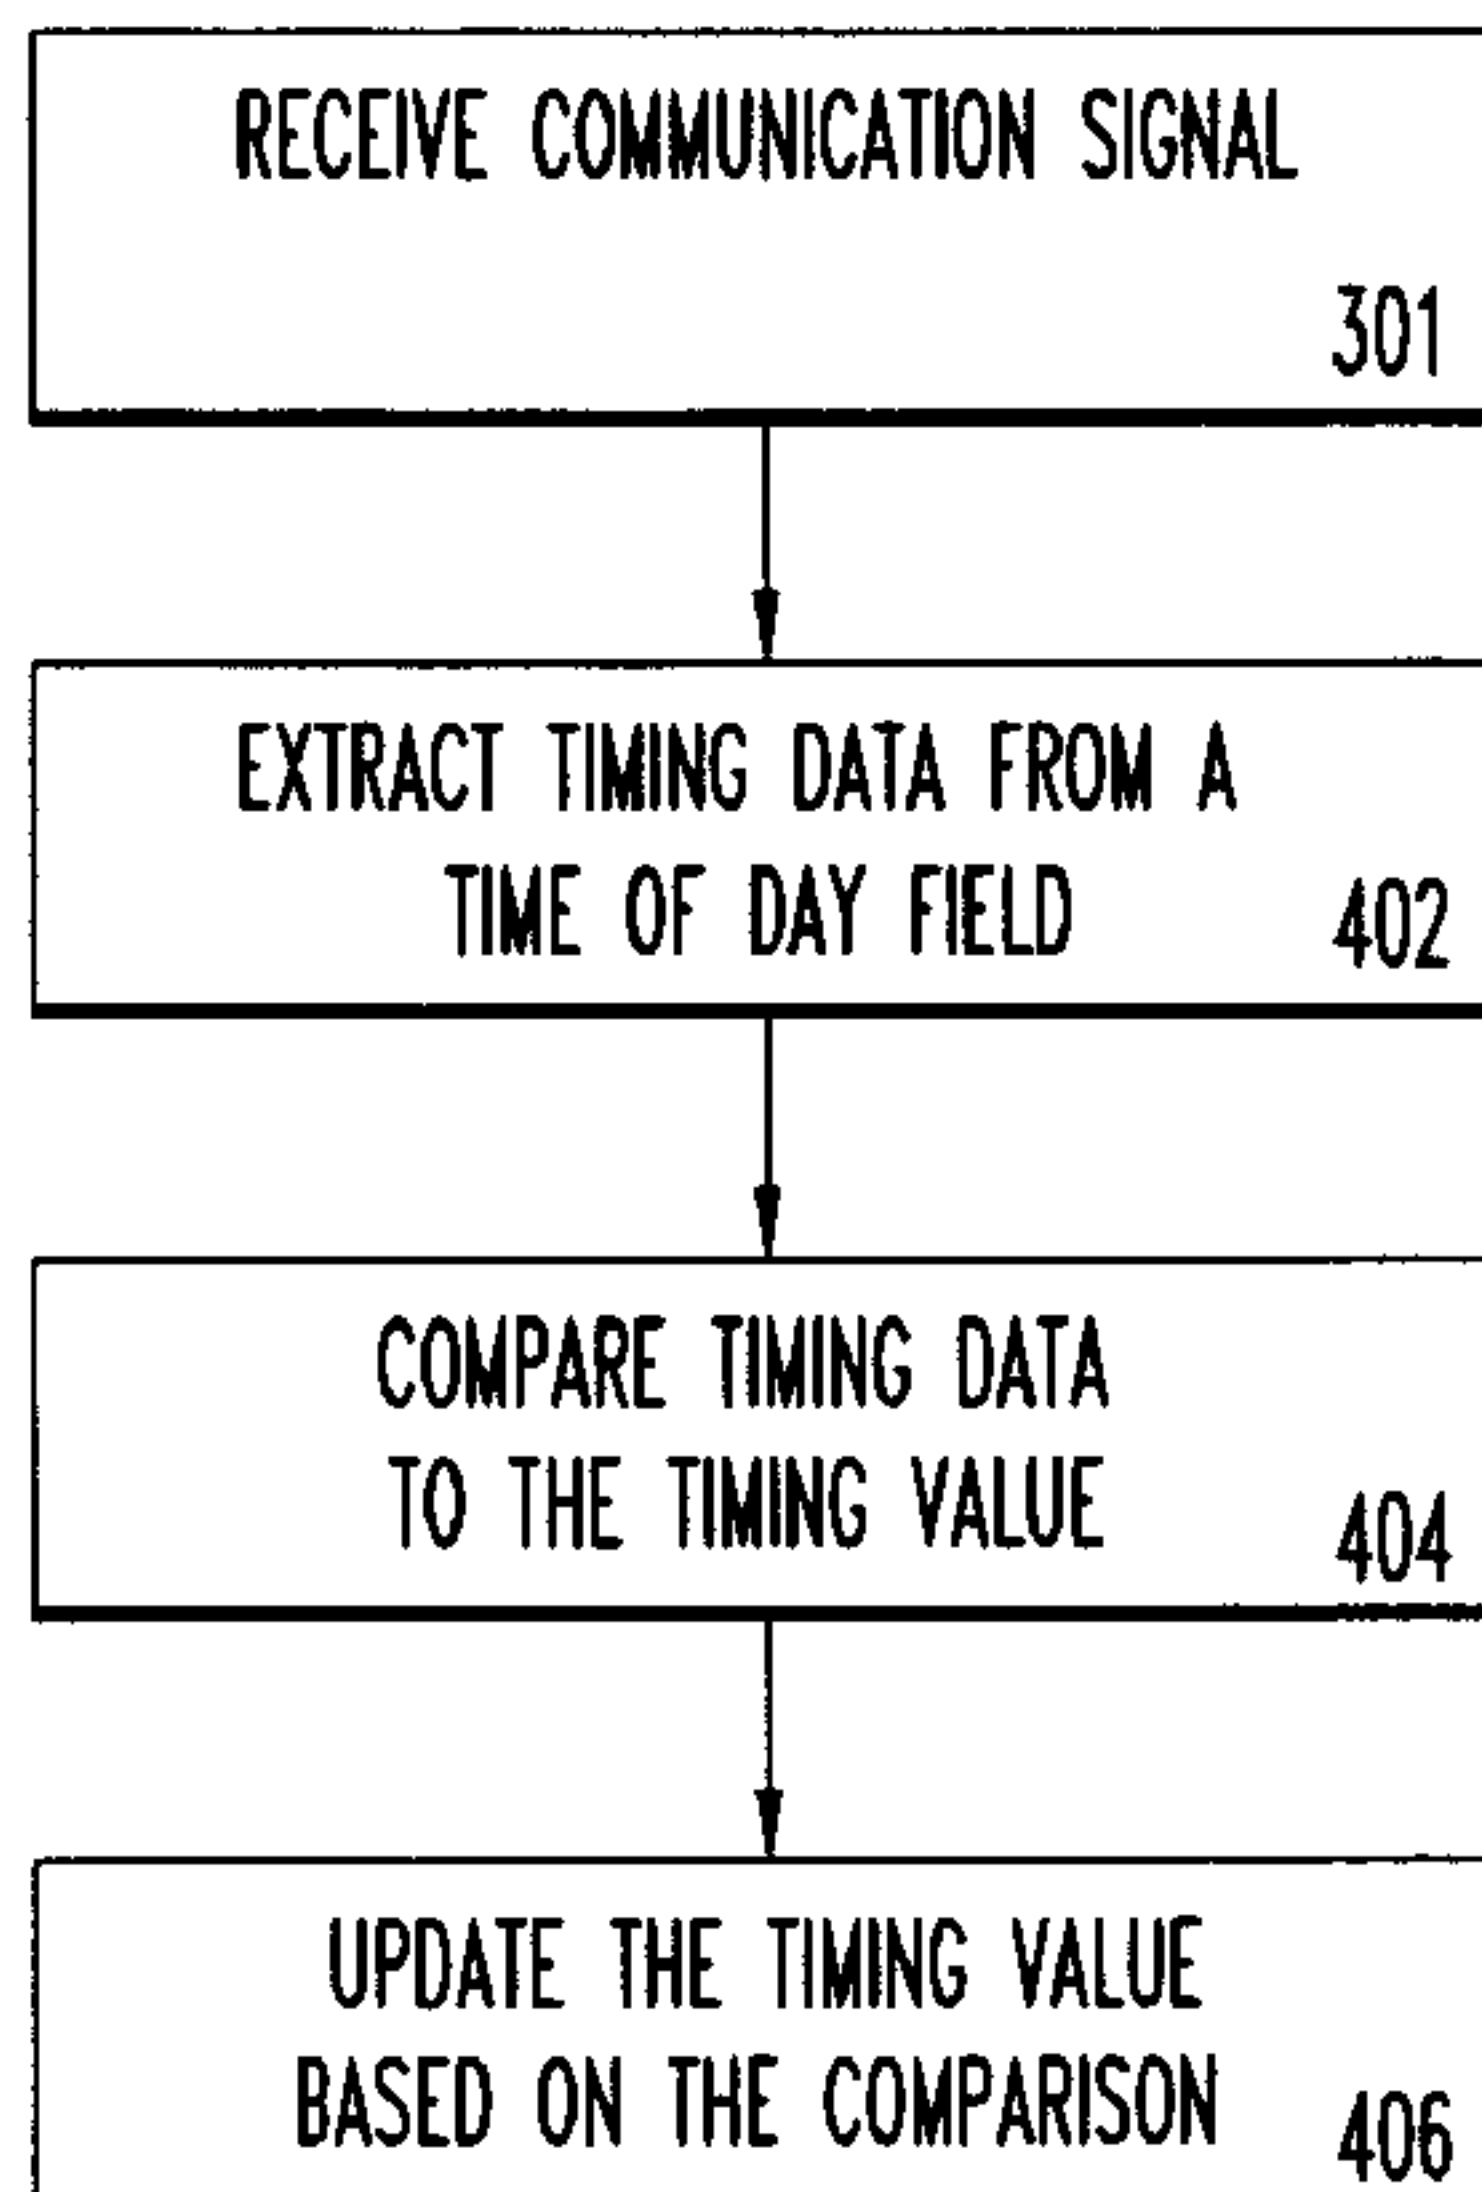 RECEIVE COMMUNICATION SIGNAL
301
EXTRACT TIMING DATA FROM A
TIME OF DAY FIELD
402
COMPARE TIMING DATA
TO THE TIMING VALUE
404
UPDATE THE TIMING VALUE
BASED ON THE COMPARISON
406